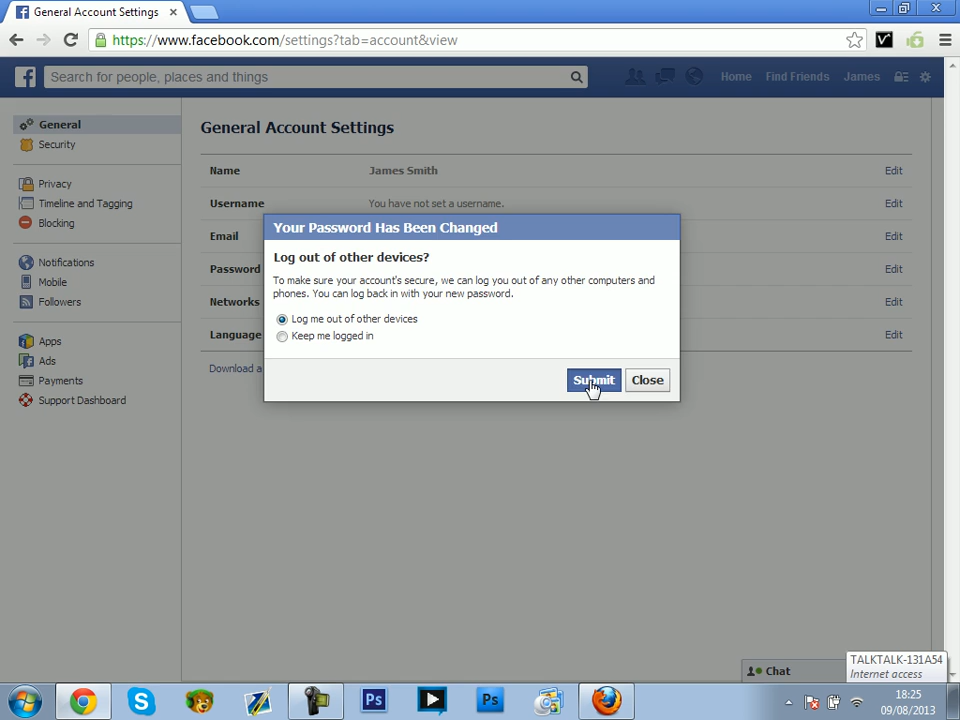 General Account Settings
https://www.facebook.com/settings?tab=account&view
Search for people, places and things
Home
Find Friends
James
General
Security
Privacy
Timeline and Tagging
Blocking
Notifications
Mobile
Followers
Apps
Ads
Payments
Support Dashboard
General Account Settings
Name James Smith Edit
Username You have not set a username. Edit
Email Edit
Password Edit
Networks Edit
Language Edit
Download a
Your Password Has Been Changed
Log out of other devices?
To make sure your account's secure, we can log you out of any other computers and
phones. You can log back in with your new password.
Log me out of other devices
Keep me logged in
Submit Close
Chat
TALKTALK-131A54
Internet access
Ps
Ps
18:25
09/08/2013